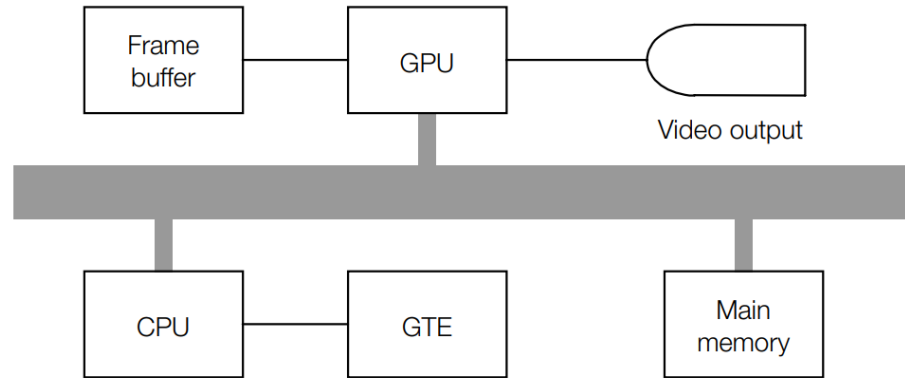 Frame
buffer
GPU
Video output
CPU
GTE
Main
memory